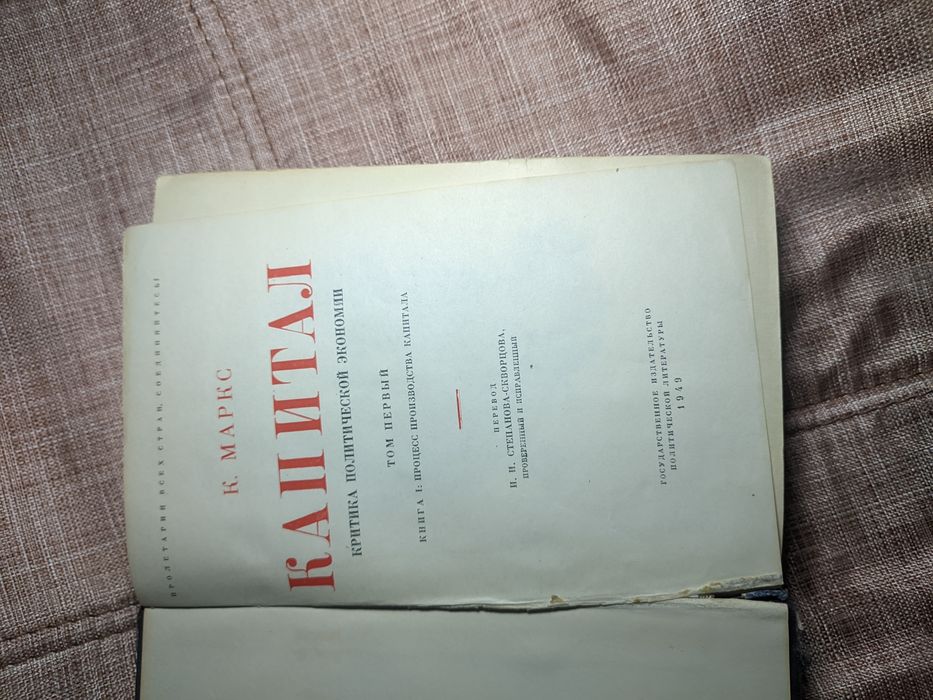 ПРОЛЕТАРИИ ВСЕХ СТРАН, СОЕДИНЯЙТЕСЬ!
К. МАРКС
КАПИТАЛ
КРИТИКА ПОЛИТИЧЕСКОЙ ЭКОНОМИИ
ТОМ ПЕРВЫЙ
КНИГА I: ПРОЦЕСС ПРОИЗВОДСТВА КАПИТАЛА
ПЕРЕВОД
И. И. СТЕПАНОВА-СКВОРЦОВА,
ПРОВЕРЕННЫЙ И ИСПРАВЛЕННЫЙ
ГОСУДАРСТВЕННОЕ ИЗДАТЕЛЬСТВО
ПОЛИТИЧЕСКОЙ ЛИТЕРАТУРЫ
1949